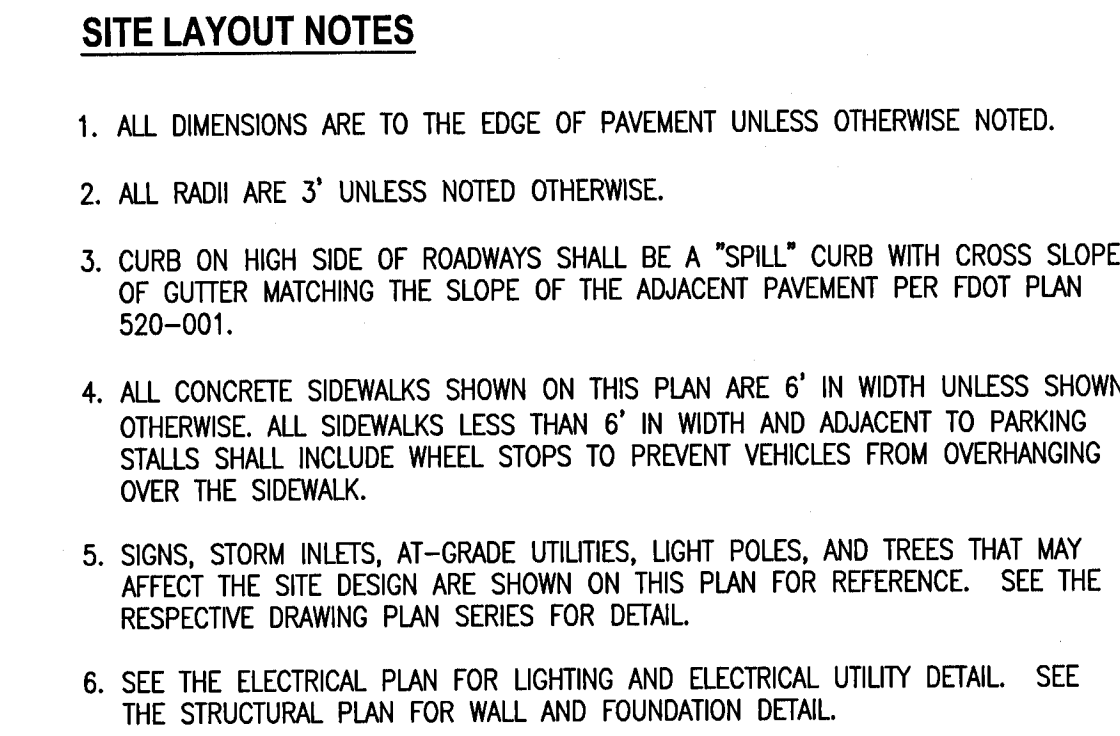 SITE LAYOUT NOTES
1. ALL DIMENSIONS ARE TO THE EDGE OF PAVEMENT UNLESS OTHERWISE NOTED.
2. ALL RADII ARE 3' UNLESS NOTED OTHERWISE.
3. CURB ON HIGH SIDE OF ROADWAYS SHALL BE A "SPILL" CURB WITH CROSS SLOPE
OF GUTTER MATCHING THE SLOPE OF THE ADJACENT PAVEMENT PER FDOT PLAN
520-001.
4. ALL CONCRETE SIDEWALKS SHOWN ON THIS PLAN ARE 6' IN WIDTH UNLESS SHOWN
OTHERWISE. ALL SIDEWALKS LESS THAN 6' IN WIDTH AND ADJACENT TO PARKING
STALLS SHALL INCLUDE WHEEL STOPS TO PREVENT VEHICLES FROM OVERHANGING
OVER THE SIDEWALK.
5. SIGNS, STORM INLETS, AT-GRADE UTILITIES, LIGHT POLES, AND TREES THAT MAY
AFFECT THE SITE DESIGN ARE SHOWN ON THIS PLAN FOR REFERENCE. SEE THE
RESPECTIVE DRAWING PLAN SERIES FOR DETAIL.
6. SEE THE ELECTRICAL PLAN FOR LIGHTING AND ELECTRICAL UTILITY DETAIL. SEE
THE STRUCTURAL PLAN FOR WALL AND FOUNDATION DETAIL.